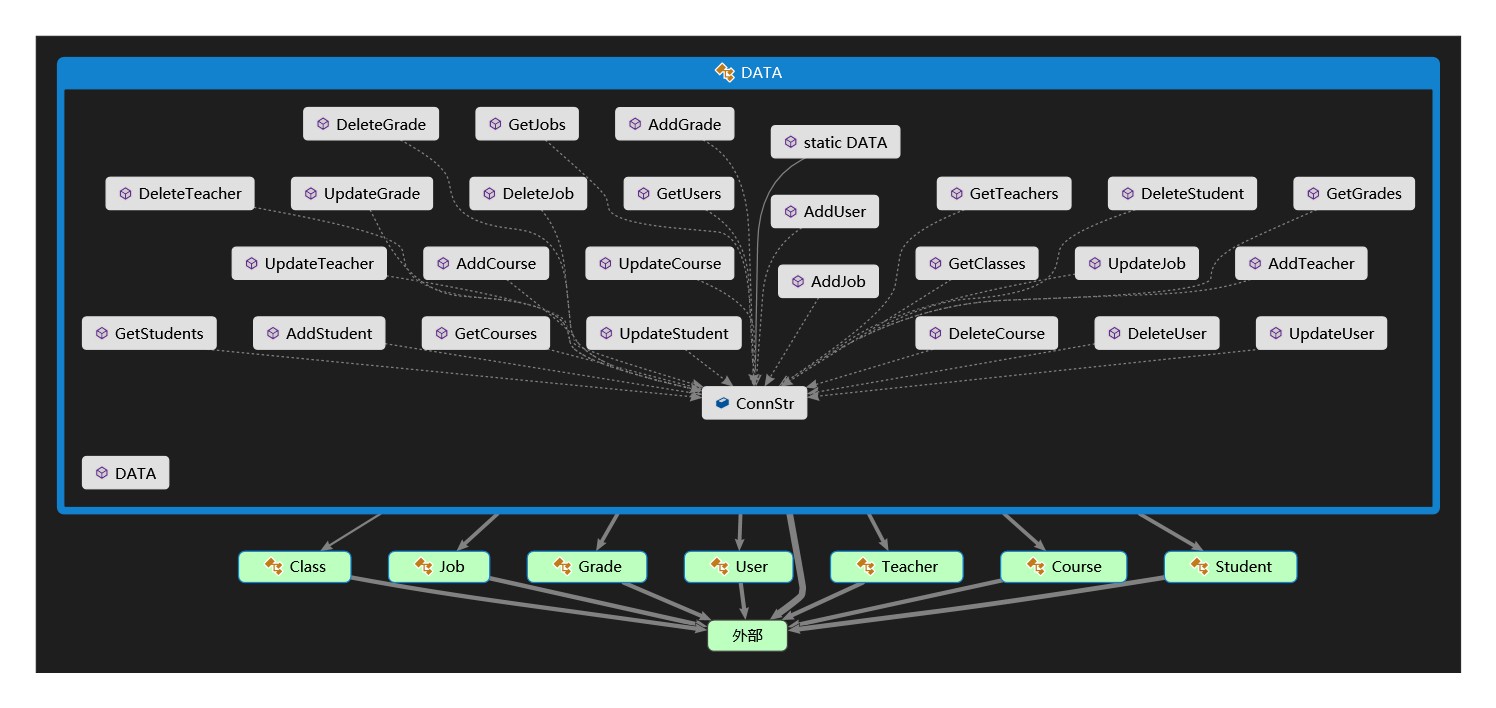 DATA
DeleteGrade
GetJobs
AddGrade
static DATA
DeleteTeacher
UpdateGrade
DeleteJob
GetUsers
AddUser
GetTeachers
DeleteStudent
GetGrades
UpdateTeacher
AddCourse
UpdateCourse
AddJob
GetClasses
UpdateJob
AddTeacher
GetStudents
AddStudent
GetCourses
UpdateStudent
DeleteCourse
DeleteUser
UpdateUser
ConnStr
DATA
Class
Job
Grade
User
Teacher
Course
Student
外部